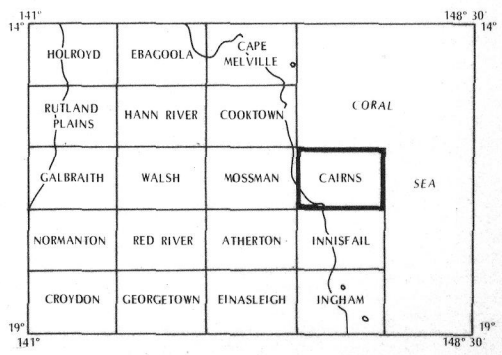 141° 148° 30'
14° 14°
HOLROYD EBAGOOLA CAPE MELVILLE
CORAL
RUTLAND PLAINS HANN RIVER COOKTOWN
GALBRAITH WALSH MOSSMAN CAIRNS SEA
NORMANTON RED RIVER ATHERTON INNISFAIL
CROYDON GEORGETOWN EINASLEIGH INGHAM
19° 19°
141° 148° 30'